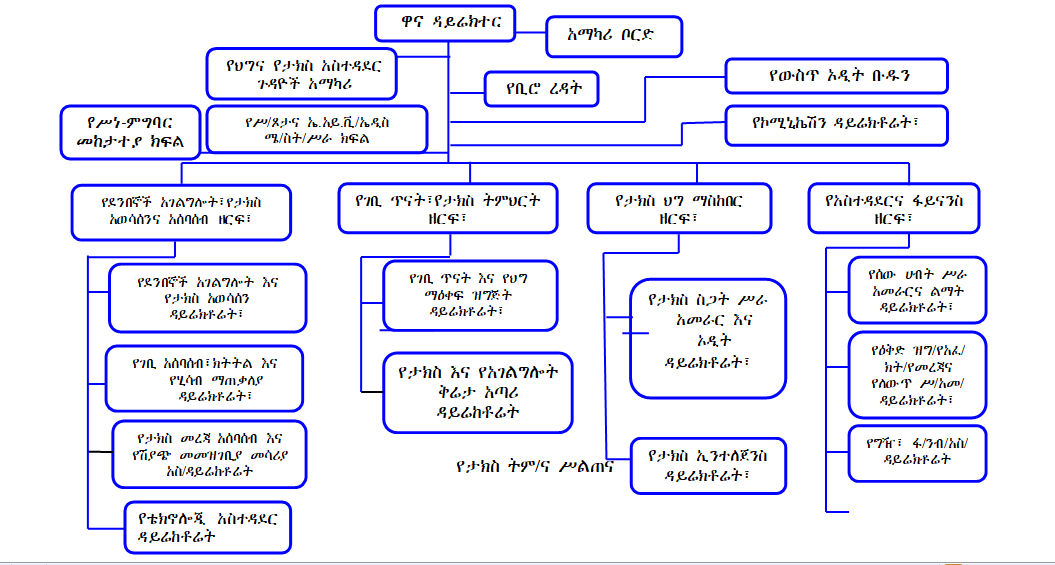 ዋና ዳይሬክተር
አማካሪ ቦርድ
የህግና የታክስ አስተዳደር
ጉዳዮች አማካሪ
የቢሮ ረዳት
የውስጥ ኦዲት ቡዱን
የሥነ-ምግባር
መከታተያ ክፍል
የሥ/ጾታና ኤ.አይ.ቪ/ኤዲስ
ሜ/ስት/ሥራ ክፍል
የኮሚኒኬሽን ዳይሬክቶሬት፣
የደንበኞች አገልግሎት፣የታክስ
አወሳሰንና አሰባሰብ ዘርፍ፣
የገቢ ጥናት፣የታክስ ትምህርት
ዘርፍ፣
የታክስ ህግ ማስከበር
ዘርፍ፣
የአስተዳደርና ፋይናንስ
ዘርፍ፣
የደንበኞች አገልግሎት እና
የታክስ አወሳሰን
ዳይሬክቶሬት፣
የገቢ አሰባሰብ፣ክትትል እና
የሂሳብ ማጠቃለያ
ዳይሬክቶሬት፣
የታክስ መረጃ አሰባሰብ እና
የሽያጭ መመዝገቢያ መሳሪያ
አስ/ዳይሬክቶሬት
የቴክኖሎጂ አስተዳደር
ዳይሬክቶሬት
የገቢ ጥናት እና የህግ
ማዕቀፍ ዝግጅት
ዳይሬክቶሬት፣
የታክስ እና የአገልግሎት
ቅሬታ አጣሪ
ዳይሬክቶሬት
የታክስ ትም/ና ሥልጠና
የታክስ ስጋት ሥራ
አመራር እና
ኦዲት
ዳይሬክቶሬት፣
የታክስ ኢንተለጀንስ
ዳይሬክቶሬት፣
የሰው ሀብት ሥራ
አመራርና ልማት
ዳይሬክቶሬት፣
የዕቅድ ዝግ/የአፈ/
ክት/የመረጃና
የለውጥ ሥ/አመ/
ዳይሬክቶሬት፣
የግዥ፣ ፋ/ንብ/አስ/
ዳይሬክቶሬት